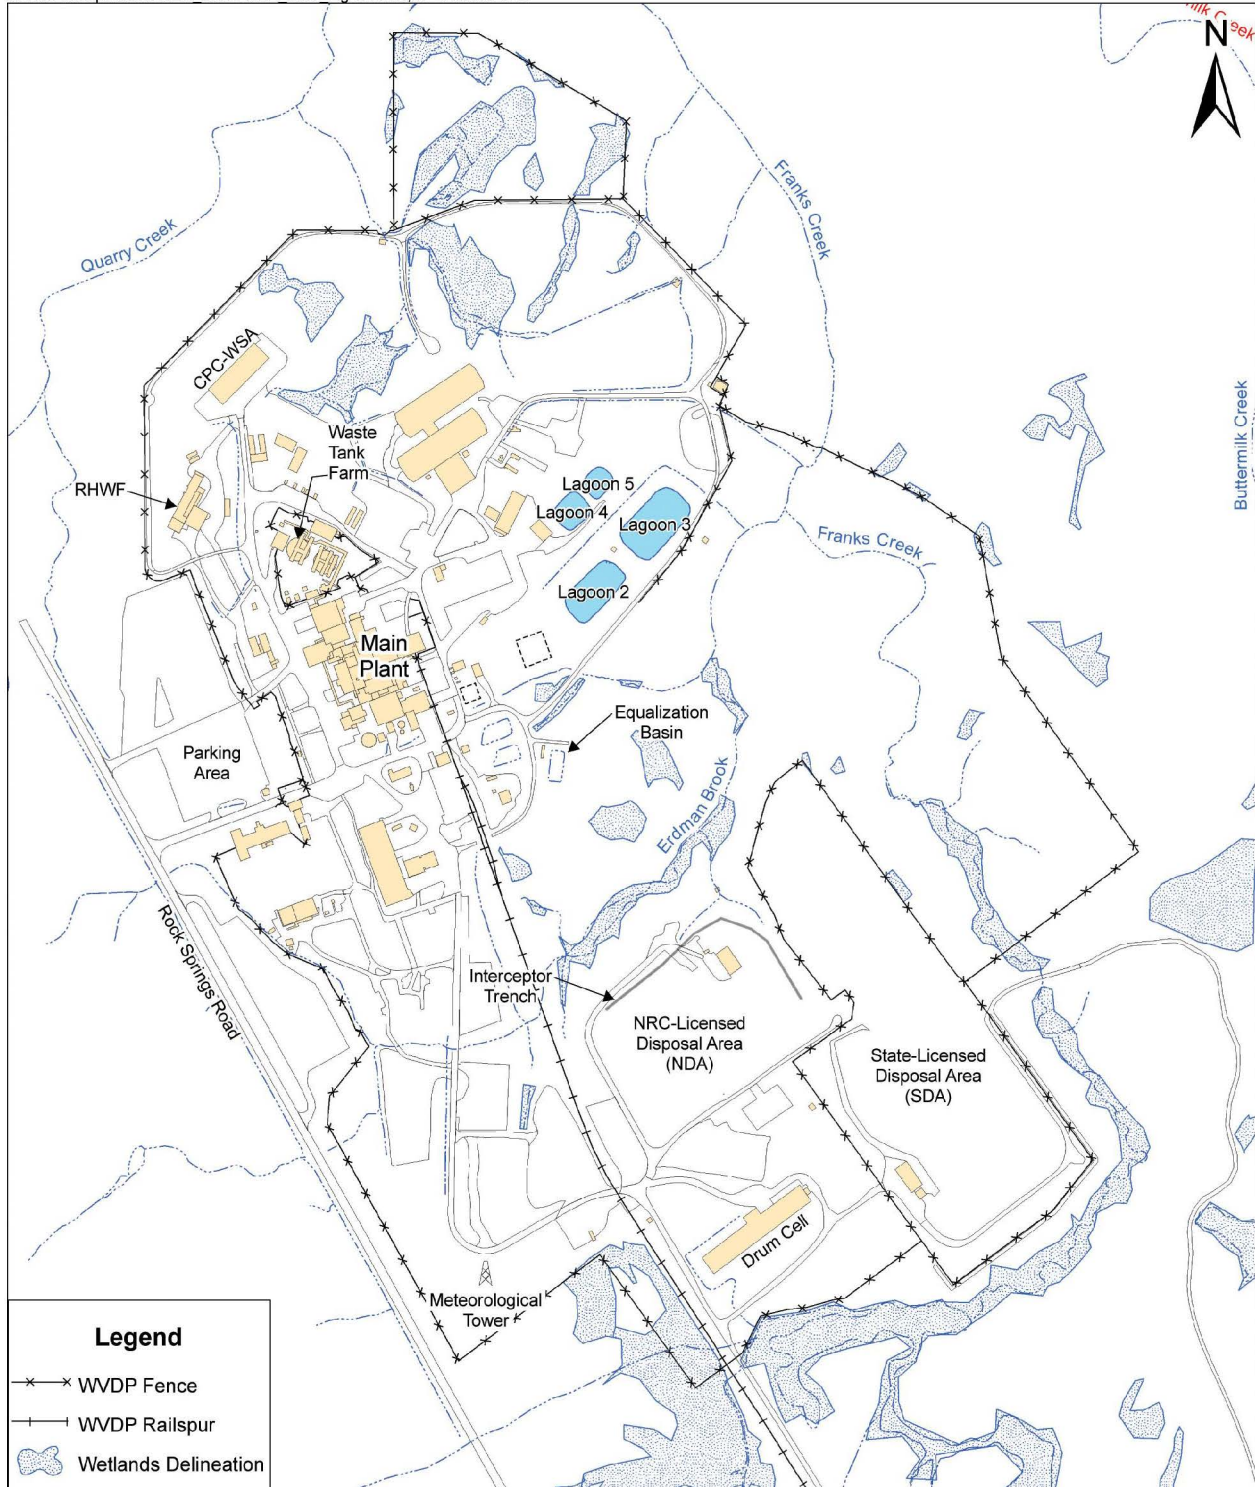 Creek
N
Franks Creek
Quarry Creek
Buttermilk Creek
CPC-WSA
Waste
Tank
Farm
RHWF
Lagoon 5
Lagoon 4
Lagoon 3
Franks Creek
Lagoon 2
Main
Plant
Equalization
Basin
Parking
Area
Erdman Brook
Rock Springs Road
Interceptor
Trench
NRC-Licensed
Disposal Area
(NDA)
State-Licensed
Disposal Area
(SDA)
Drum Cell
Meteorological
Tower
Legend
WVDP Fence
WVDP Railspur
Wetlands Delineation